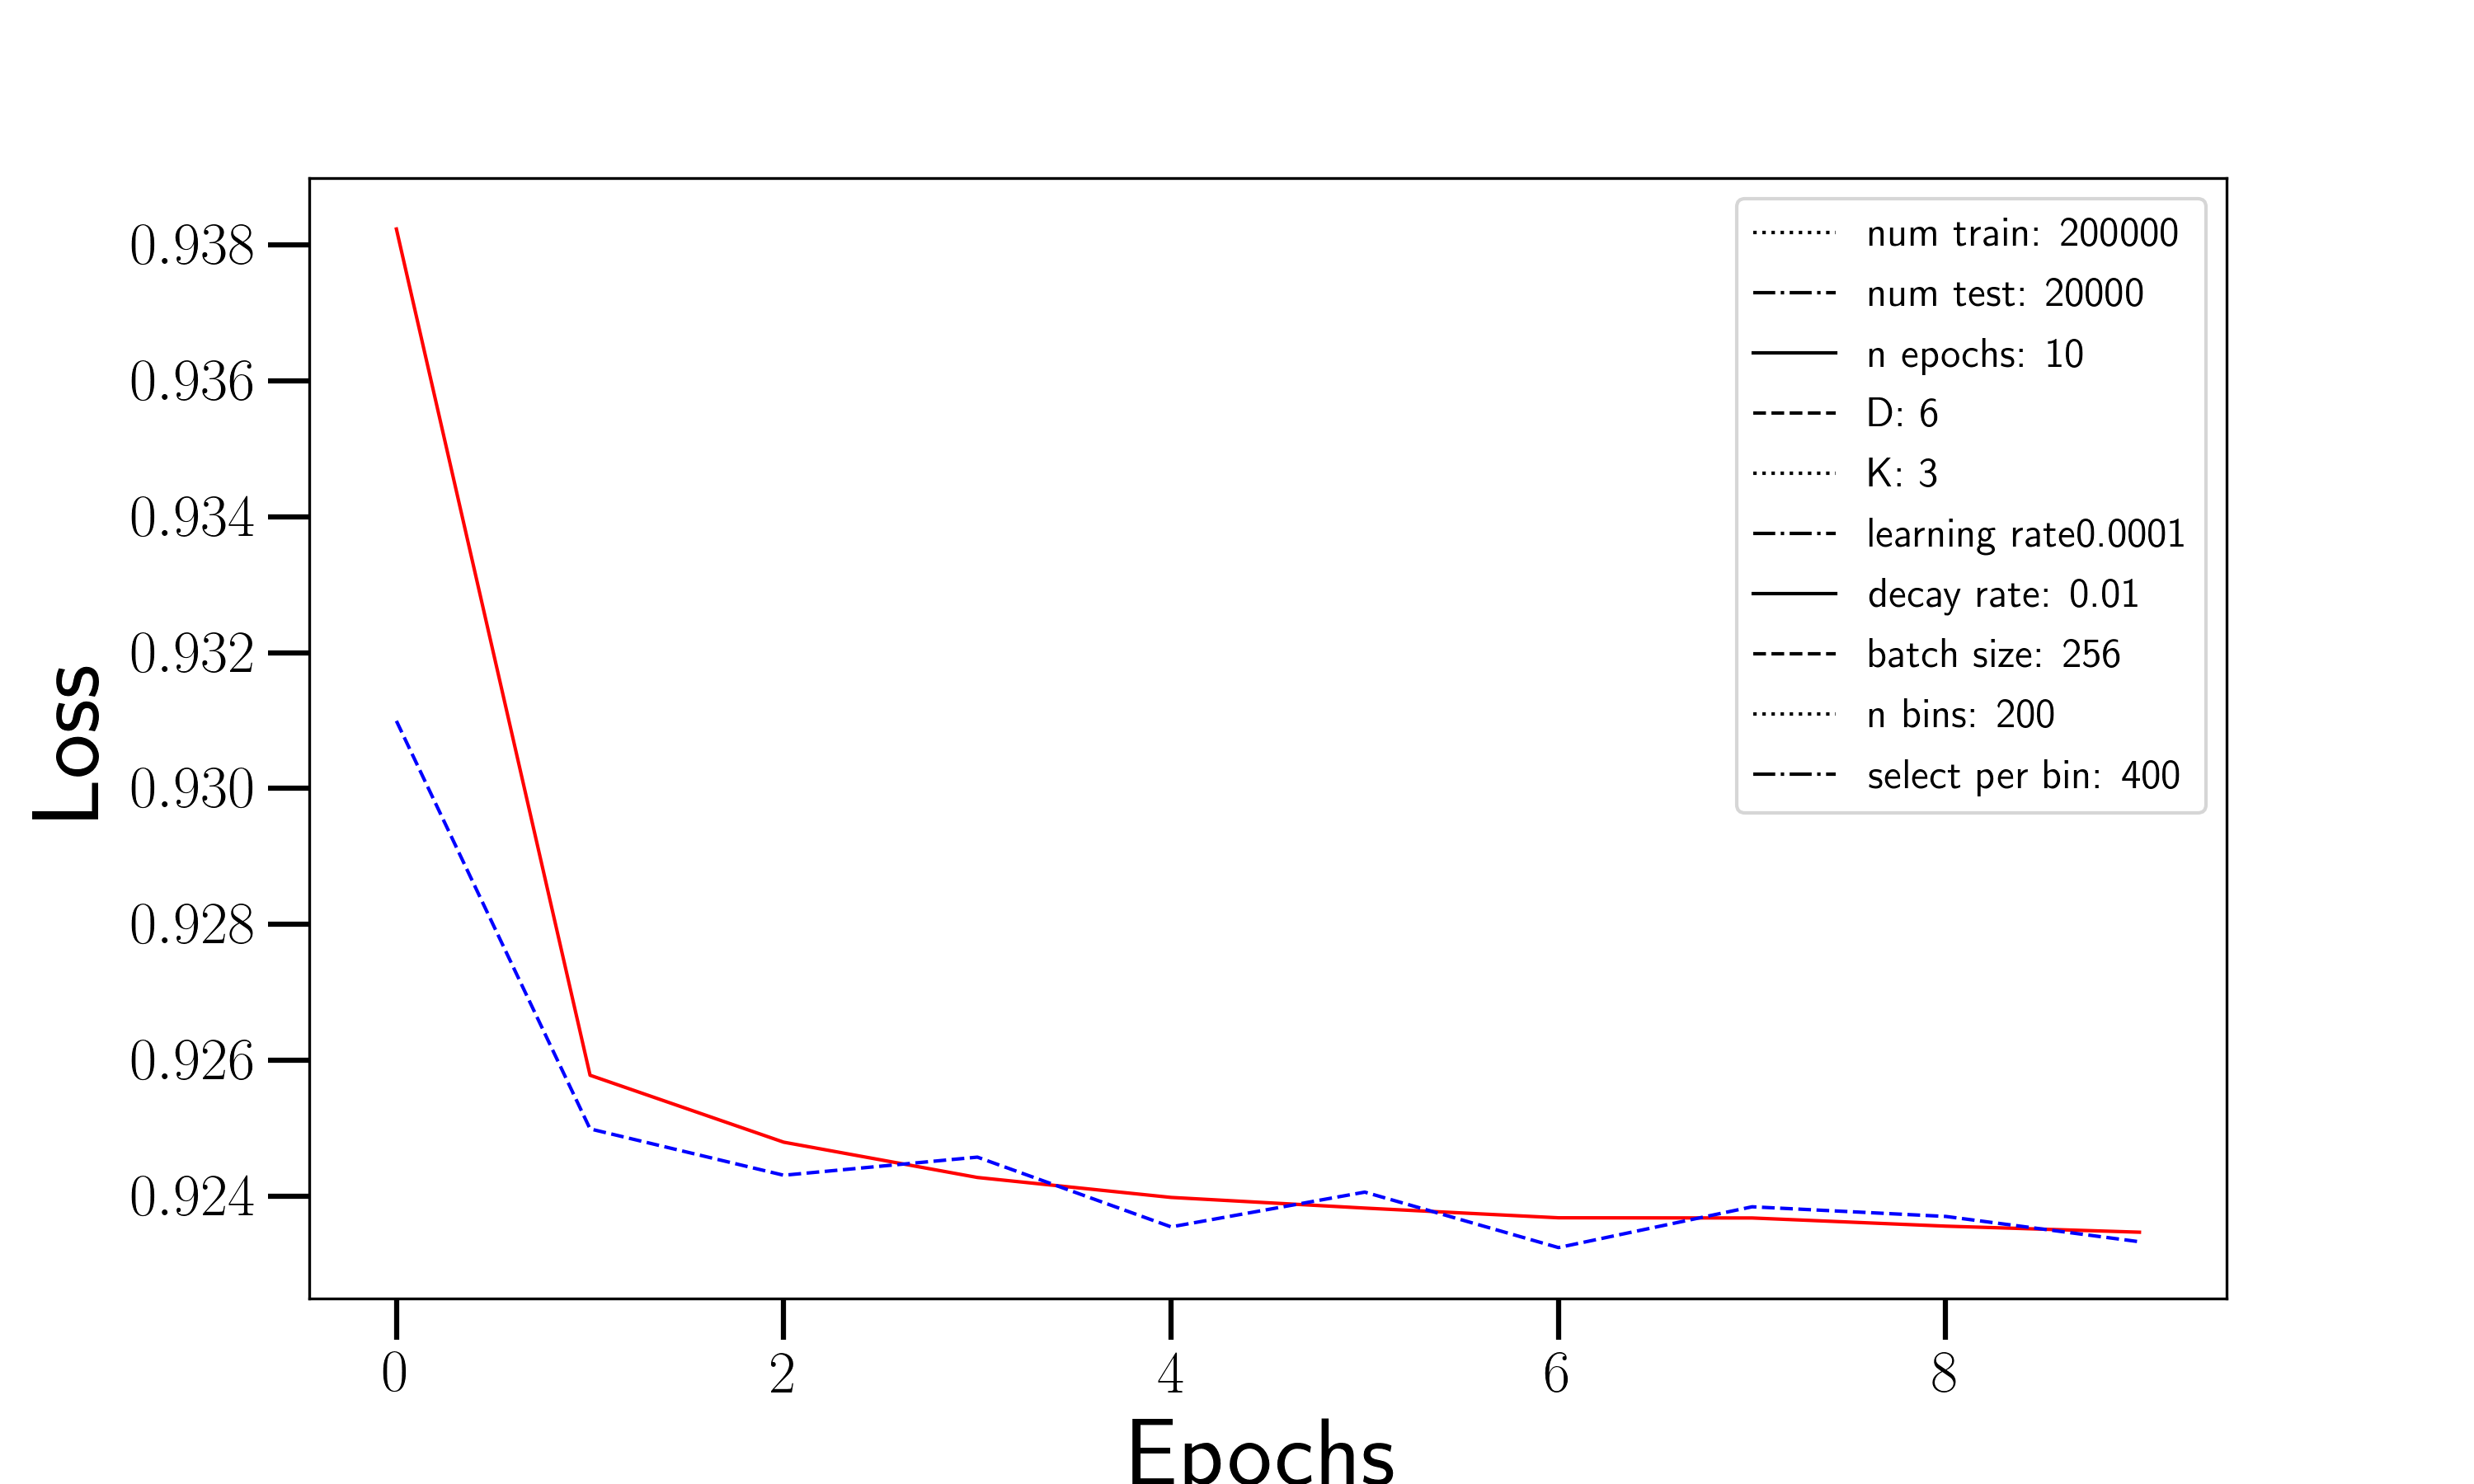 0.938
0.936
0.934
0.932
0.930
0.928
0.926
0.924
Loss
num train: 200000
num test: 20000
n epochs: 10
D: 6
K: 3
learning rate0.0001
decay rate: 0.01
batch size: 256
n bins: 200
select per bin: 400
0 2 4 6 8
Epochs